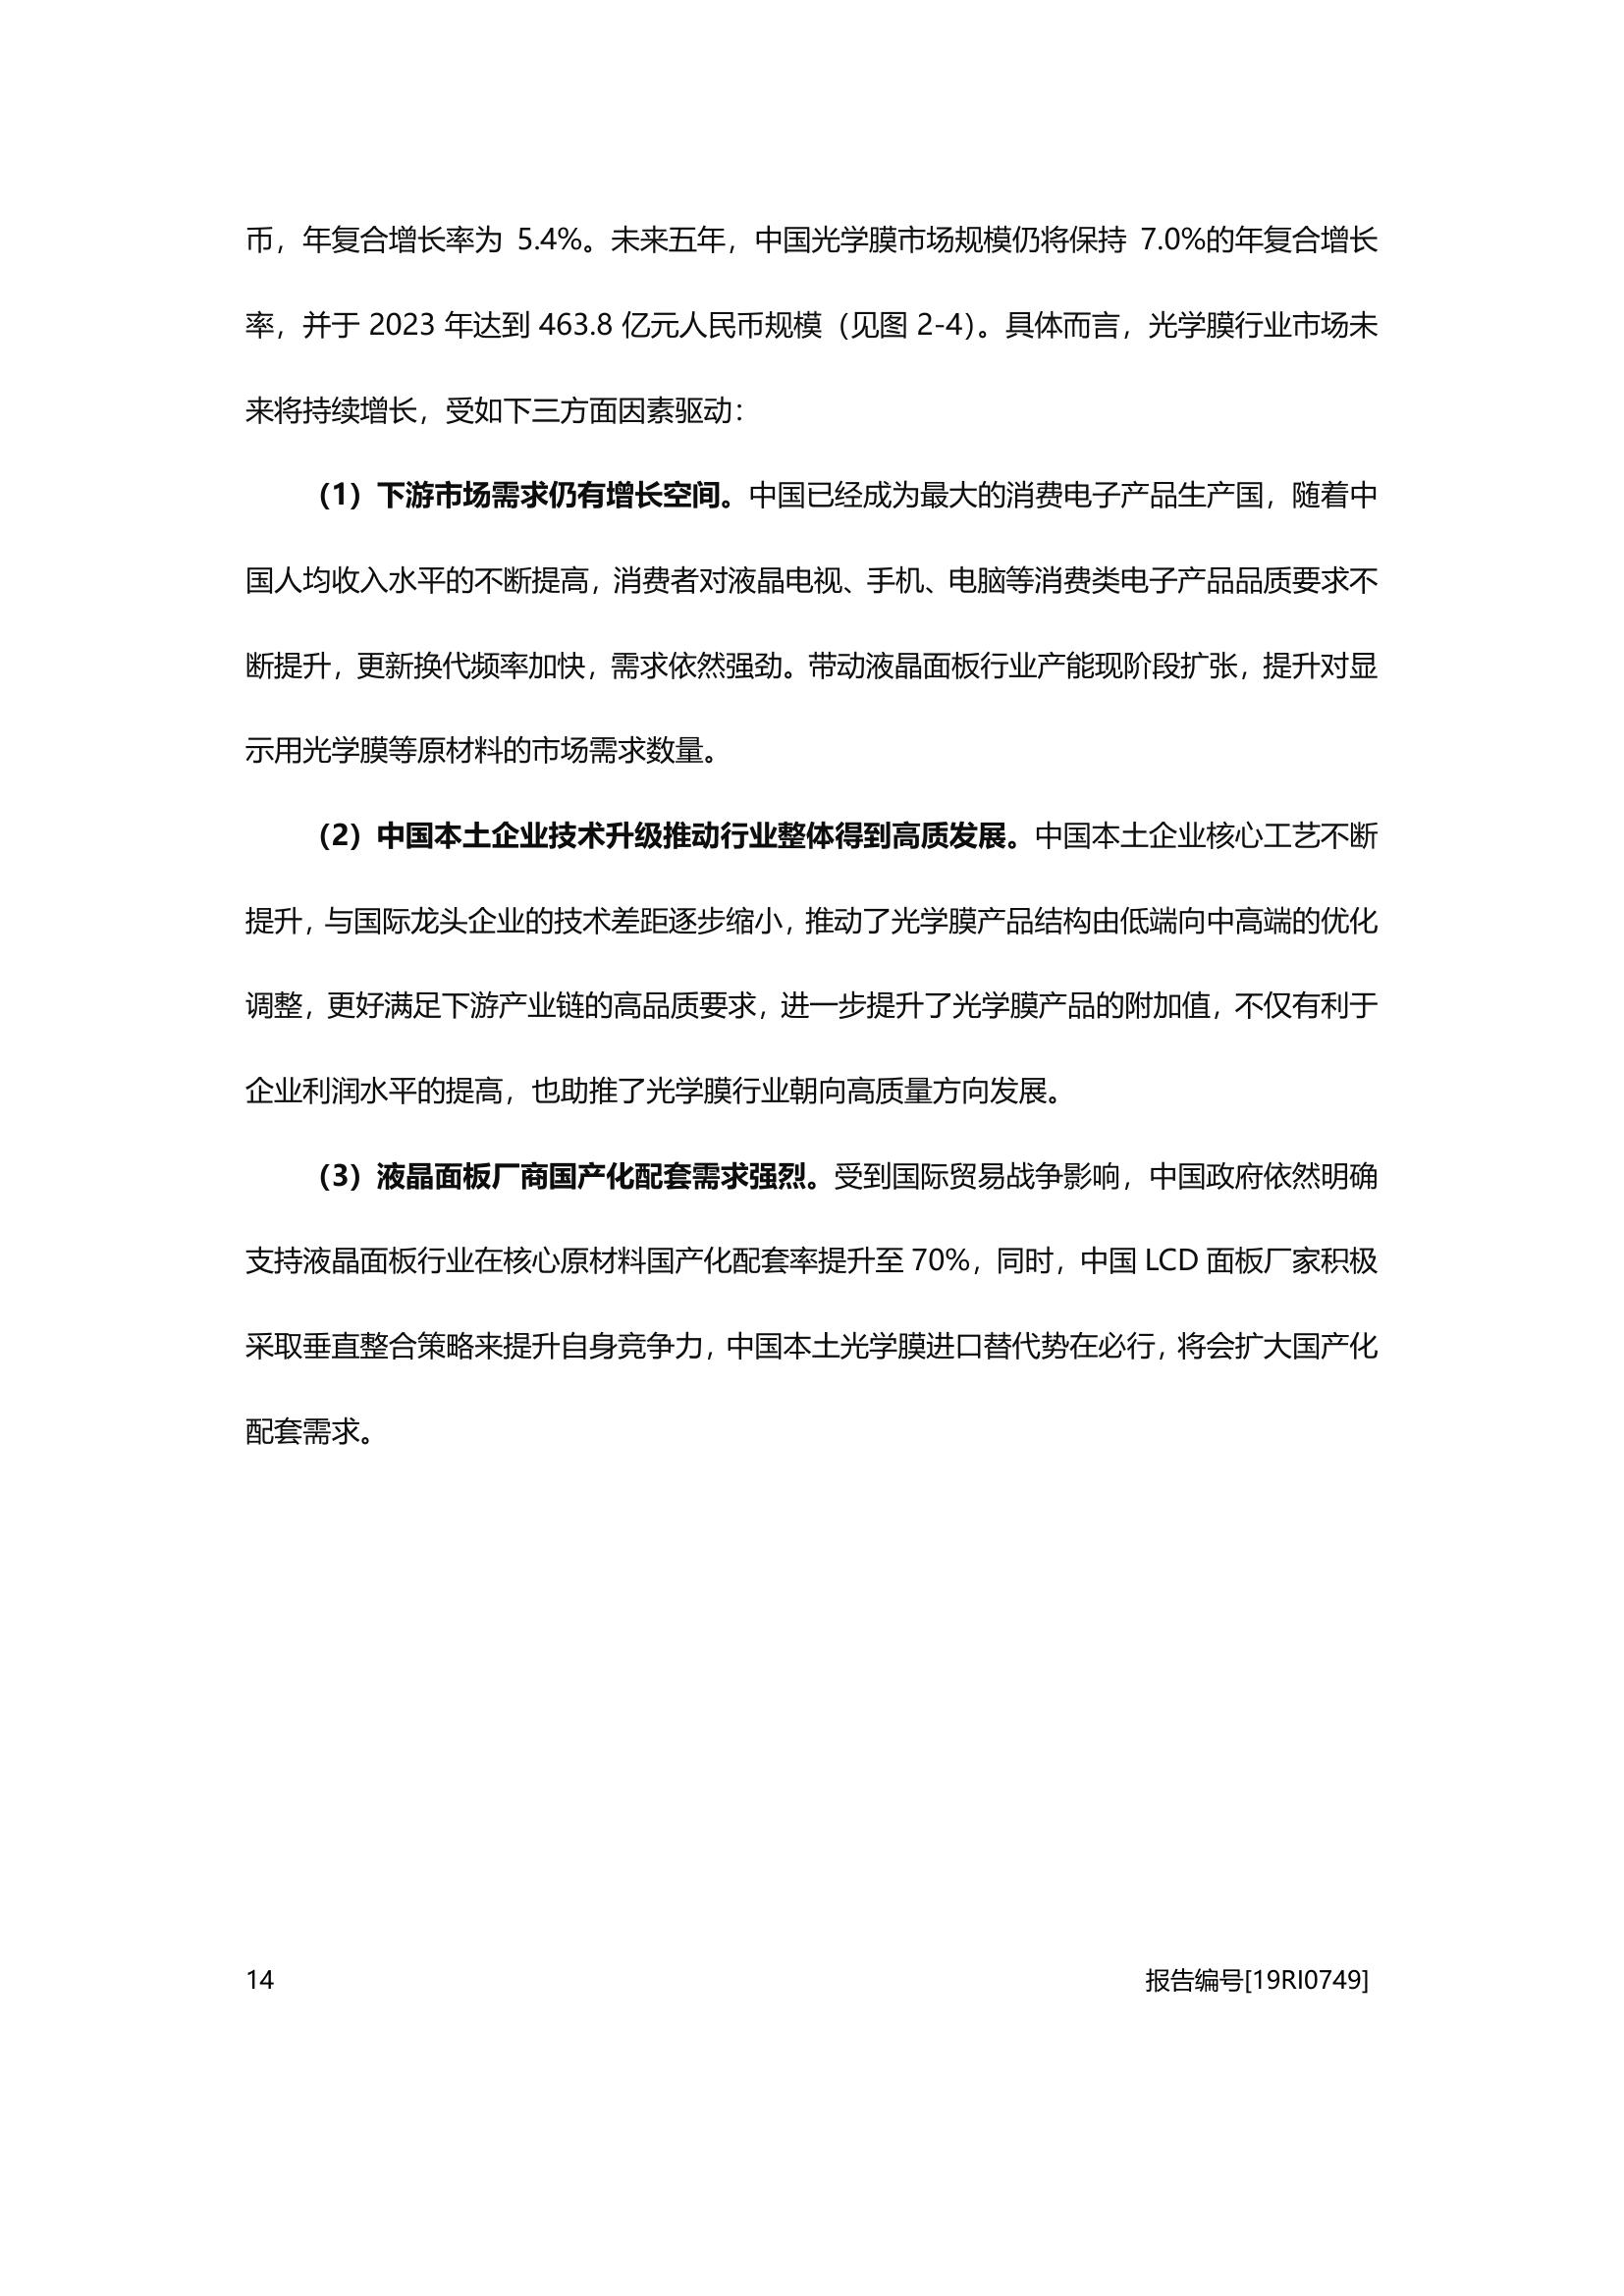 币，年复合增长率为 5.4%。未来五年，中国光学膜市场规模仍将保持 7.0%的年复合增长
率，并于 2023 年达到 463.8 亿元人民币规模（见图 2-4）。具体而言，光学膜行业市场未
来将持续增长，受如下三方面因素驱动：
（1）下游市场需求仍有增长空间。中国已经成为最大的消费电子产品生产国，随着中
国人均收入水平的不断提高，消费者对液晶电视、手机、电脑等消费类电子产品品质要求不
断提升，更新换代频率加快，需求依然强劲。带动液晶面板行业产能现阶段扩张，提升对显
示用光学膜等原材料的市场需求数量。
（2）中国本土企业技术升级推动行业整体得到高质发展。中国本土企业核心工艺不断
提升，与国际龙头企业的技术差距逐步缩小，推动了光学膜产品结构由低端向中高端的优化
调整，更好满足下游产业链的高品质要求，进一步提升了光学膜产品的附加值，不仅有利于
企业利润水平的提高，也助推了光学膜行业朝向高质量方向发展。
（3）液晶面板厂商国产化配套需求强烈。受到国际贸易战争影响，中国政府依然明确
支持液晶面板行业在核心原材料国产化配套率提升至 70%，同时，中国 LCD 面板厂家积极
采取垂直整合策略来提升自身竞争力，中国本土光学膜进口替代势在必行，将会扩大国产化
配套需求。
14 报告编号[19RI0749]